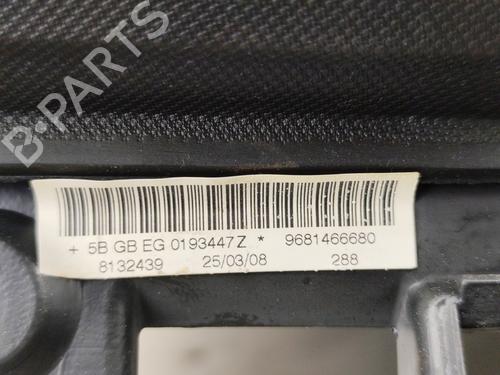 B-PARTS
+ 5B GB EG 0193447Z * 9681466680
8132439 25/03/08 288